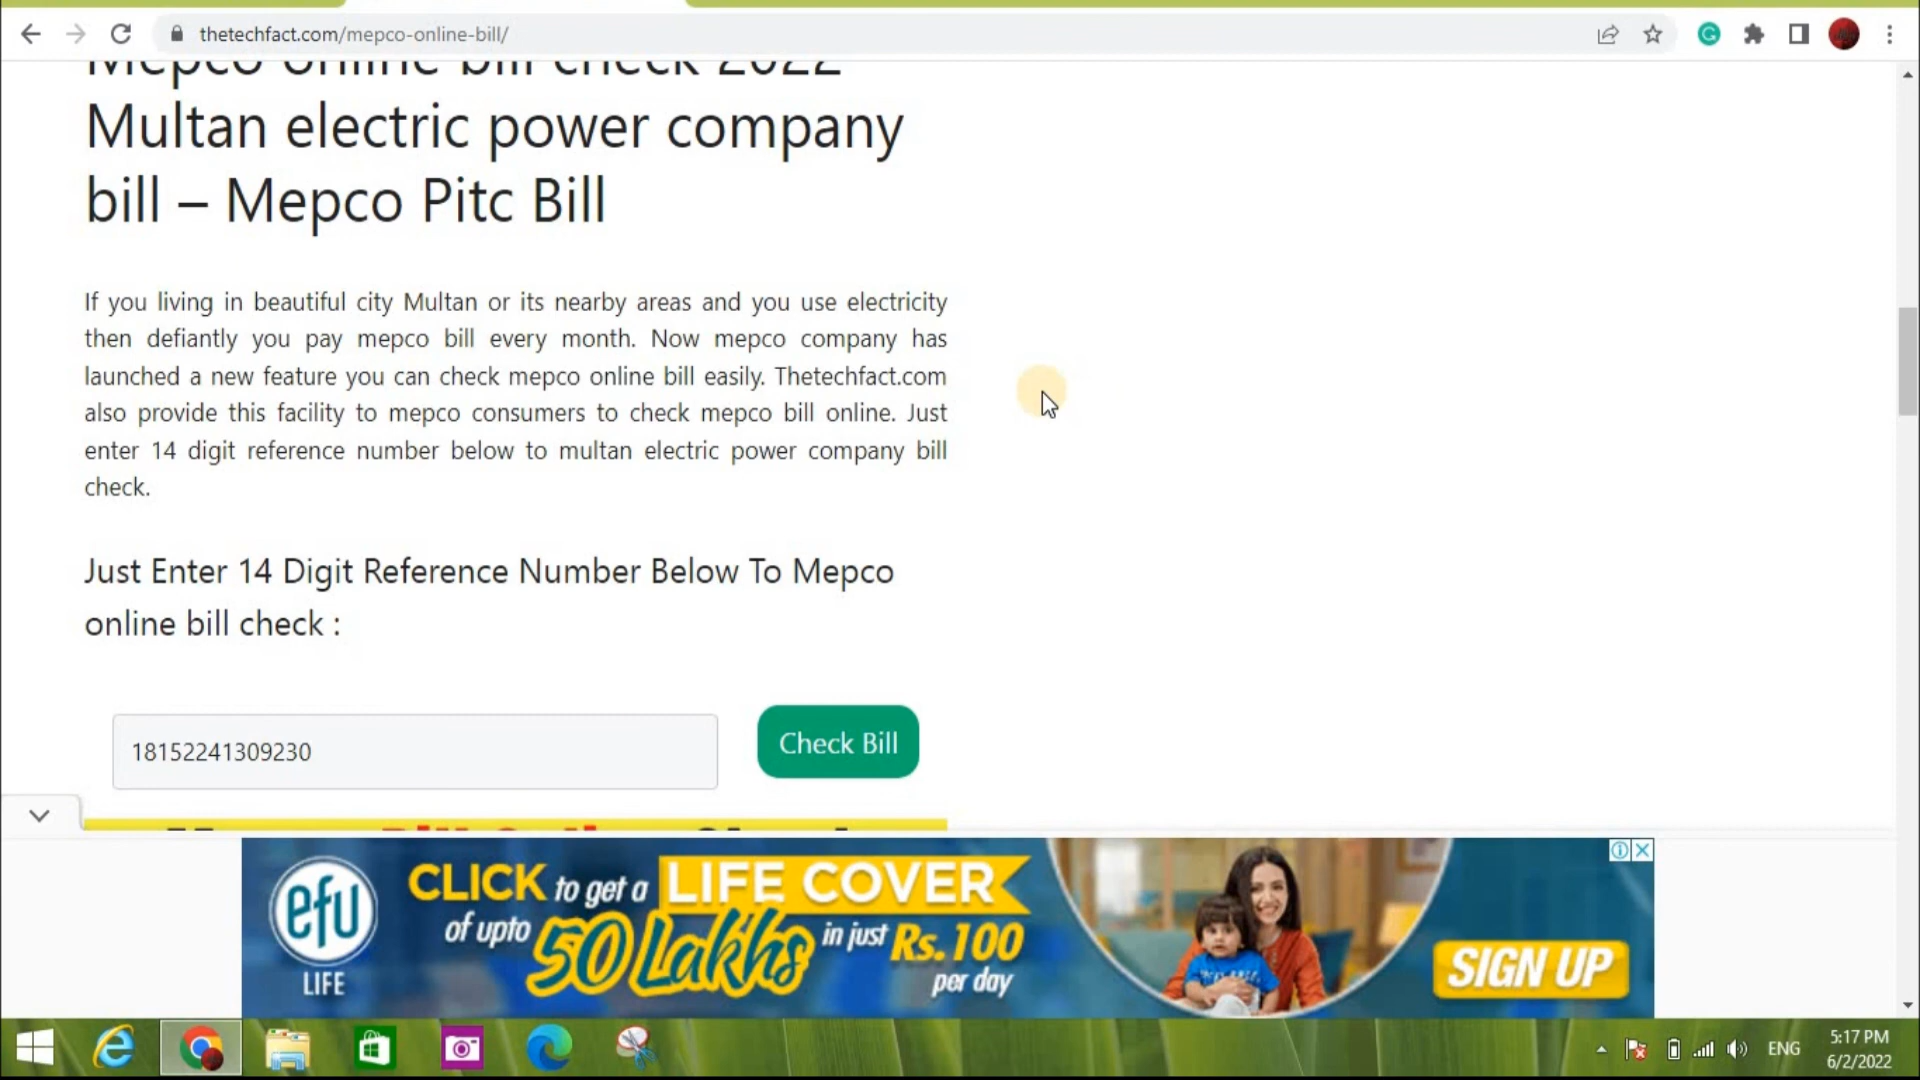 thetechfact.com/mepco-online-bill/
Mepco online bill check 2022
Multan electric power company
bill – Mepco Pitc Bill
If you living in beautiful city Multan or its nearby areas and you use electricity
then defiantly you pay mepco bill every month. Now mepco company has
launched a new feature you can check mepco online bill easily. Thetechfact.com
also provide this facility to mepco consumers to check mepco bill online. Just
enter 14 digit reference number below to multan electric power company bill
check.
Just Enter 14 Digit Reference Number Below To Mepco
online bill check :
18152241309230
Check Bill
efu
LIFE
CLICK to get a LIFE COVER
of upto 50 Lakhs in just Rs.100
per day
SIGN UP
ENG
5:17 PM
6/2/2022